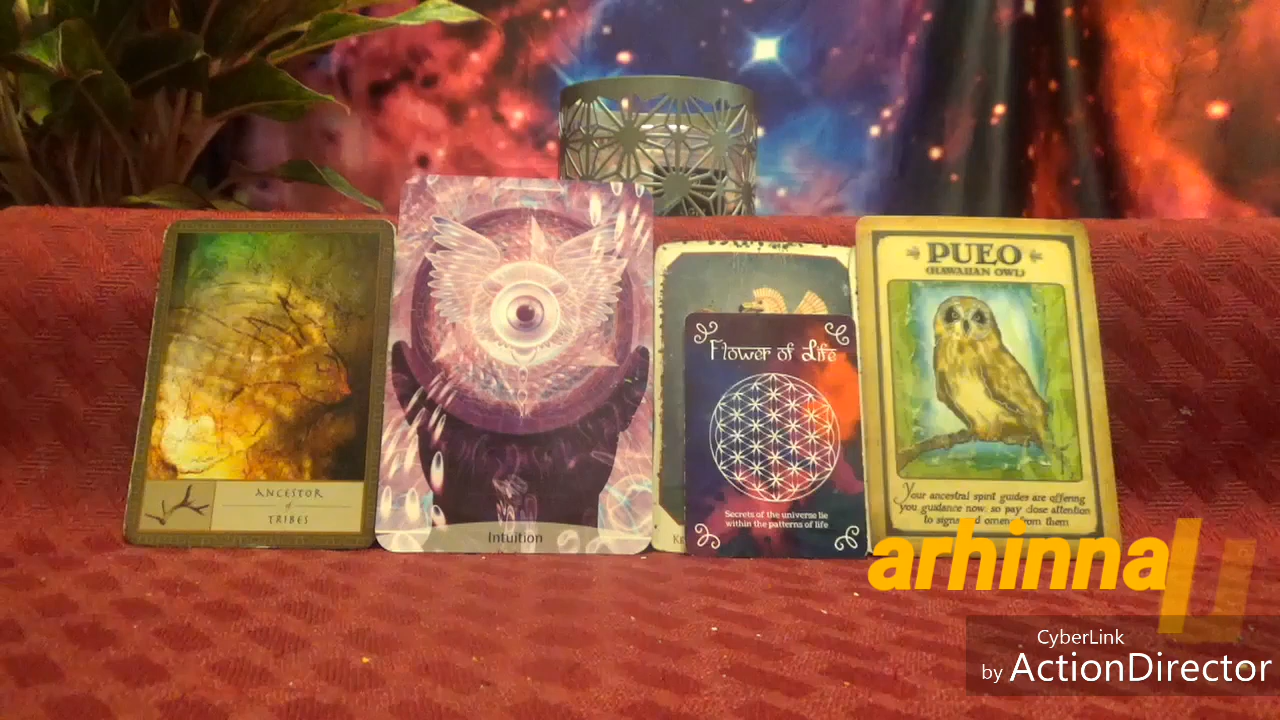 ANCESTOR
of
TRIBES
Intuition
Flower of Life
Secrets of the universe lie
within the patterns of life
PUEO
(HAWAIIAN OWL)
Your ancestral spirit guides are offering
you guidance now, so pay close attention
to signs and omens from them
arhinna
CyberLink
by ActionDirector